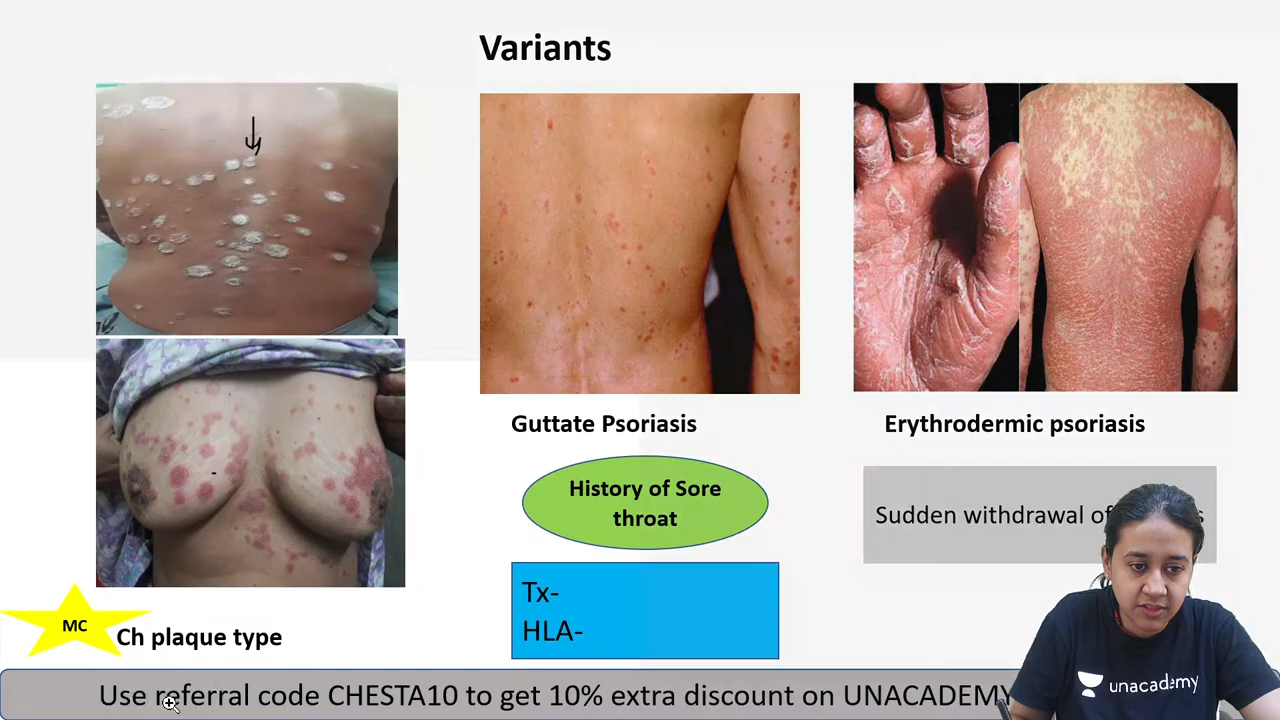 Variants
Guttate Psoriasis
Erythrodermic psoriasis
History of Sore
throat
Sudden withdrawal of
Tx-
HLA-
MC
Ch plaque type
Use referral code CHESTA10 to get 10% extra discount on UNACADEMY
unacademy